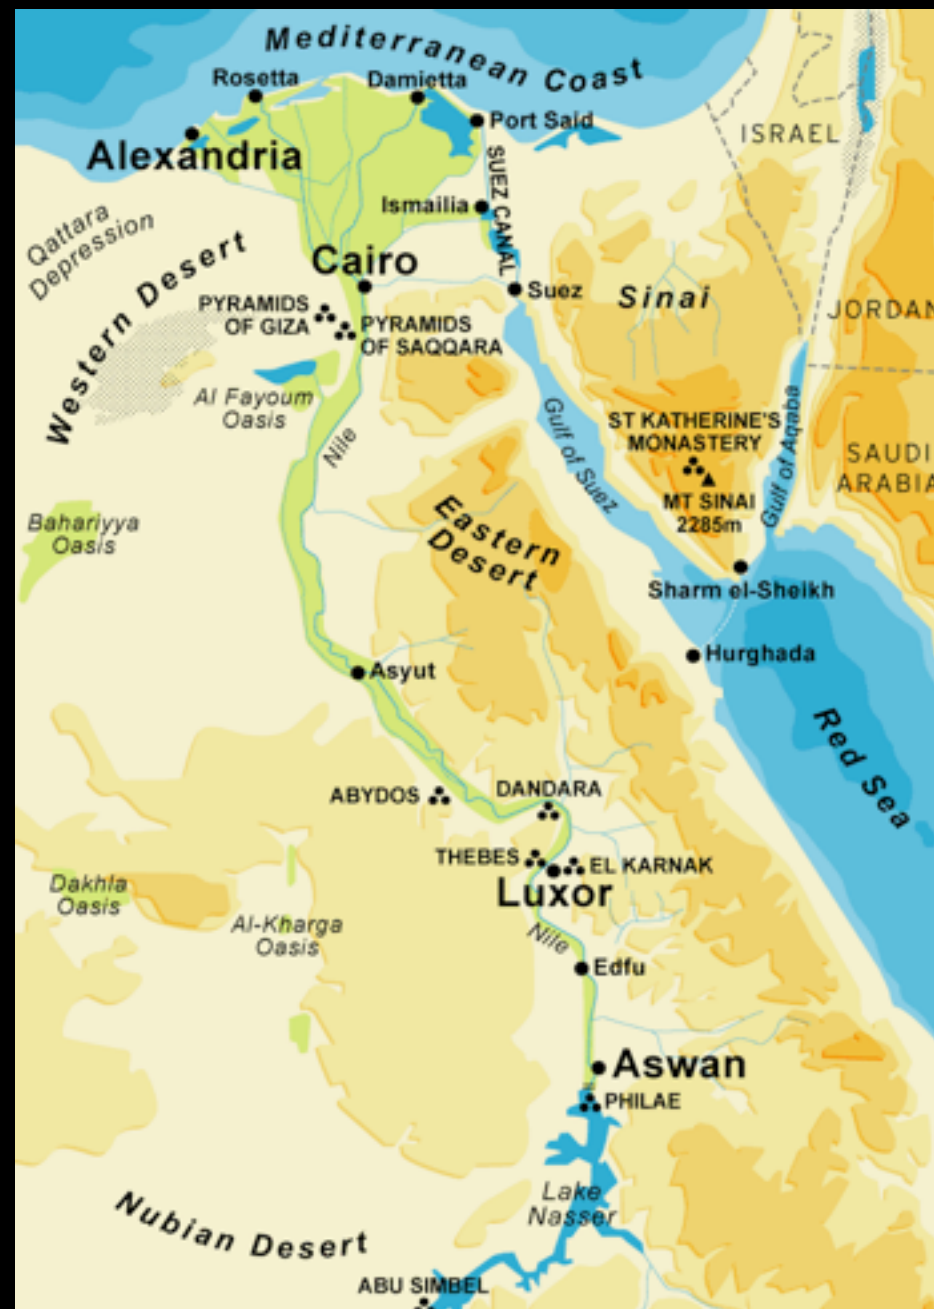 Mediterranean Coast
Rosetta
Damietta
Port Said
Alexandria
ISRAEL
SUEZ CANAL
Ismailia
Qattara
Depression
Western Desert
Cairo
Suez
Sinai
JORDAN
PYRAMIDS
OF GIZA
PYRAMIDS
OF SAQQARA
Al Fayoum
Oasis
Nile
Gulf of Suez
ST KATHERINE'S
MONASTERY
MT SINAI
2285m
Gulf of Aqaba
SAUDI
ARABIA
Bahariyya
Oasis
Eastern
Desert
Sharm el-Sheikh
Hurghada
Asyut
Red Sea
ABYDOS
DANDARA
THEBES
EL KARNAK
Luxor
Dakhla
Oasis
Al-Kharga
Oasis
Nile
Edfu
Aswan
PHILAE
Lake
Nasser
Nubian Desert
ABU SIMBEL